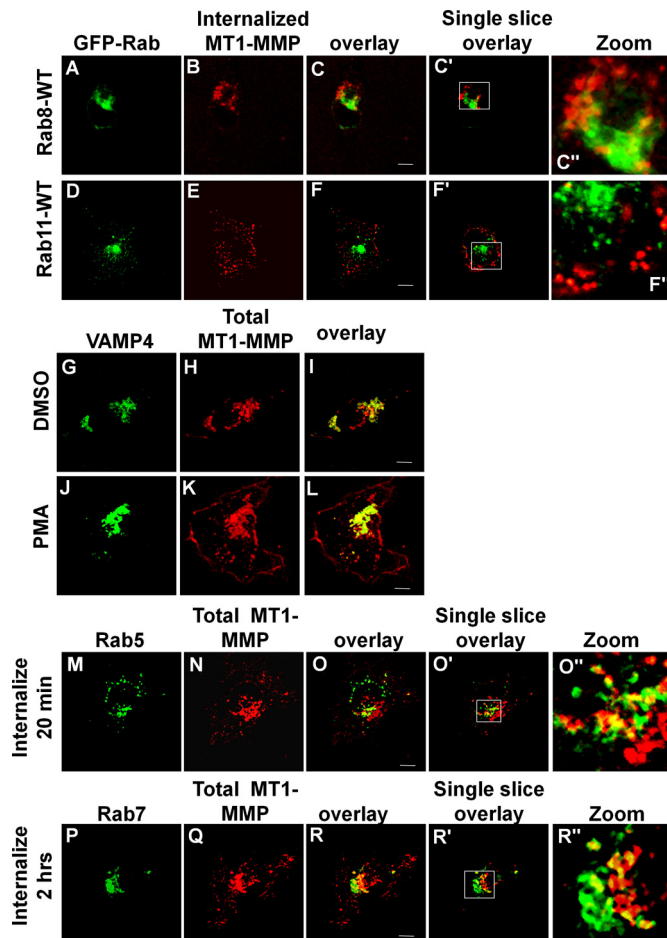 GFP-Rab
Internalized
MT1-MMP
overlay
Single slice
overlay
Zoom
Rab8-WT
A
B
C
C'
C"
Rab11-WT
D
E
F
F'
F'
VAMP4
Total
MT1-MMP
overlay
DMSO
G
H
I
PMA
J
K
L
Rab5
Total MT1-
MMP
overlay
Single slice
overlay
Zoom
Internalize
20 min
M
N
O
O'
O"
Rab7
Total MT1-
MMP
overlay
Single slice
overlay
Zoom
Internalize
2 hrs
P
Q
R
R'
R"